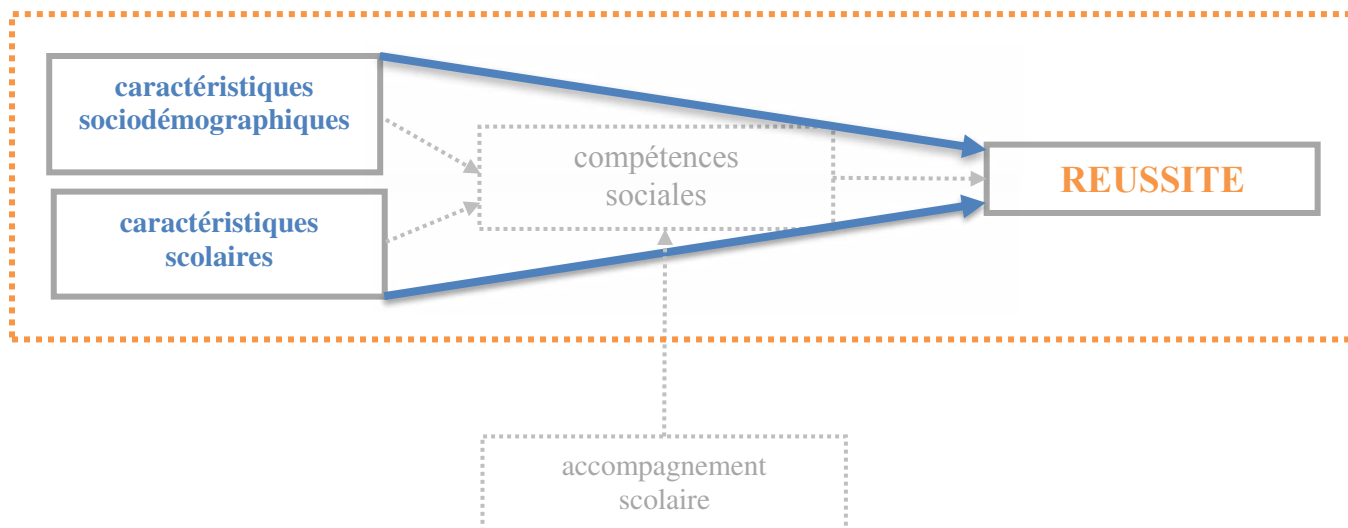 caractéristiques
sociodémographiques
compétences
sociales
REUSSITE
caractéristiques
scolaires
accompagnement
scolaire